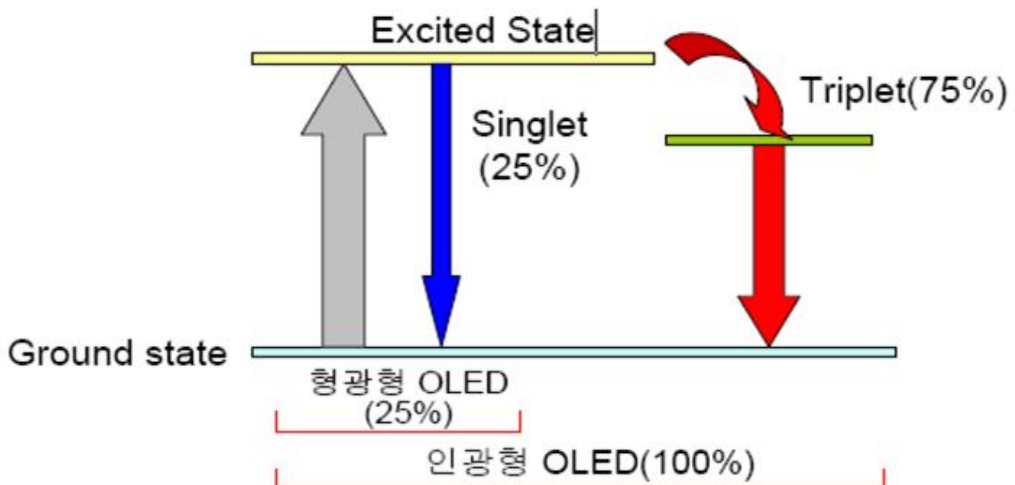 Excited State
Triplet(75%)
Singlet
(25%)
Ground state
형광형 OLED
(25%)
인광형 OLED(100%)